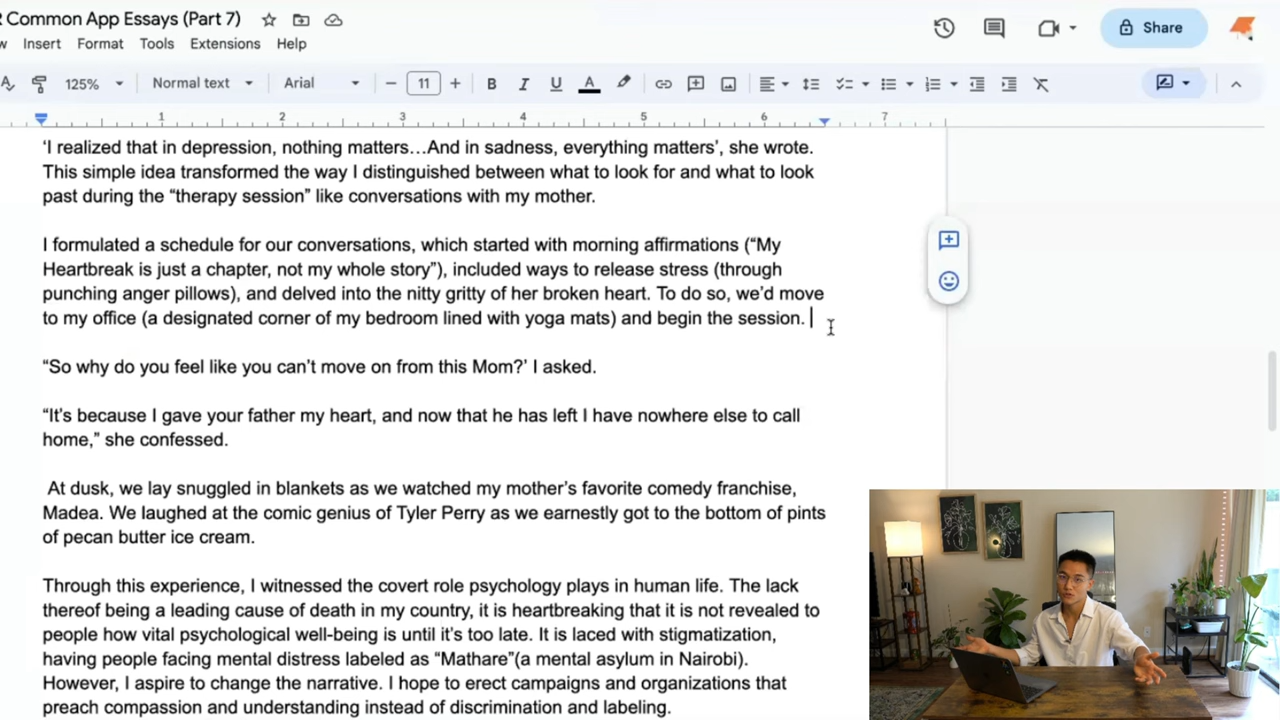 R Common App Essays (Part 7)
w Insert Format Tools Extensions Help
Share
125% Normal text Arial 11 B I U A
1 2 3 4 5 6 7
‘I realized that in depression, nothing matters…And in sadness, everything matters’, she wrote.
This simple idea transformed the way I distinguished between what to look for and what to look
past during the “therapy session” like conversations with my mother.
I formulated a schedule for our conversations, which started with morning affirmations (“My
Heartbreak is just a chapter, not my whole story”), included ways to release stress (through
punching anger pillows), and delved into the nitty gritty of her broken heart. To do so, we’d move
to my office (a designated corner of my bedroom lined with yoga mats) and begin the session.
“So why do you feel like you can’t move on from this Mom?’ I asked.
“It’s because I gave your father my heart, and now that he has left I have nowhere else to call
home,” she confessed.
At dusk, we lay snuggled in blankets as we watched my mother’s favorite comedy franchise,
Madea. We laughed at the comic genius of Tyler Perry as we earnestly got to the bottom of pints
of pecan butter ice cream.
Through this experience, I witnessed the covert role psychology plays in human life. The lack
thereof being a leading cause of death in my country, it is heartbreaking that it is not revealed to
people how vital psychological well-being is until it’s too late. It is laced with stigmatization,
having people facing mental distress labeled as “Mathare”(a mental asylum in Nairobi).
However, I aspire to change the narrative. I hope to erect campaigns and organizations that
preach compassion and understanding instead of discrimination and labeling.